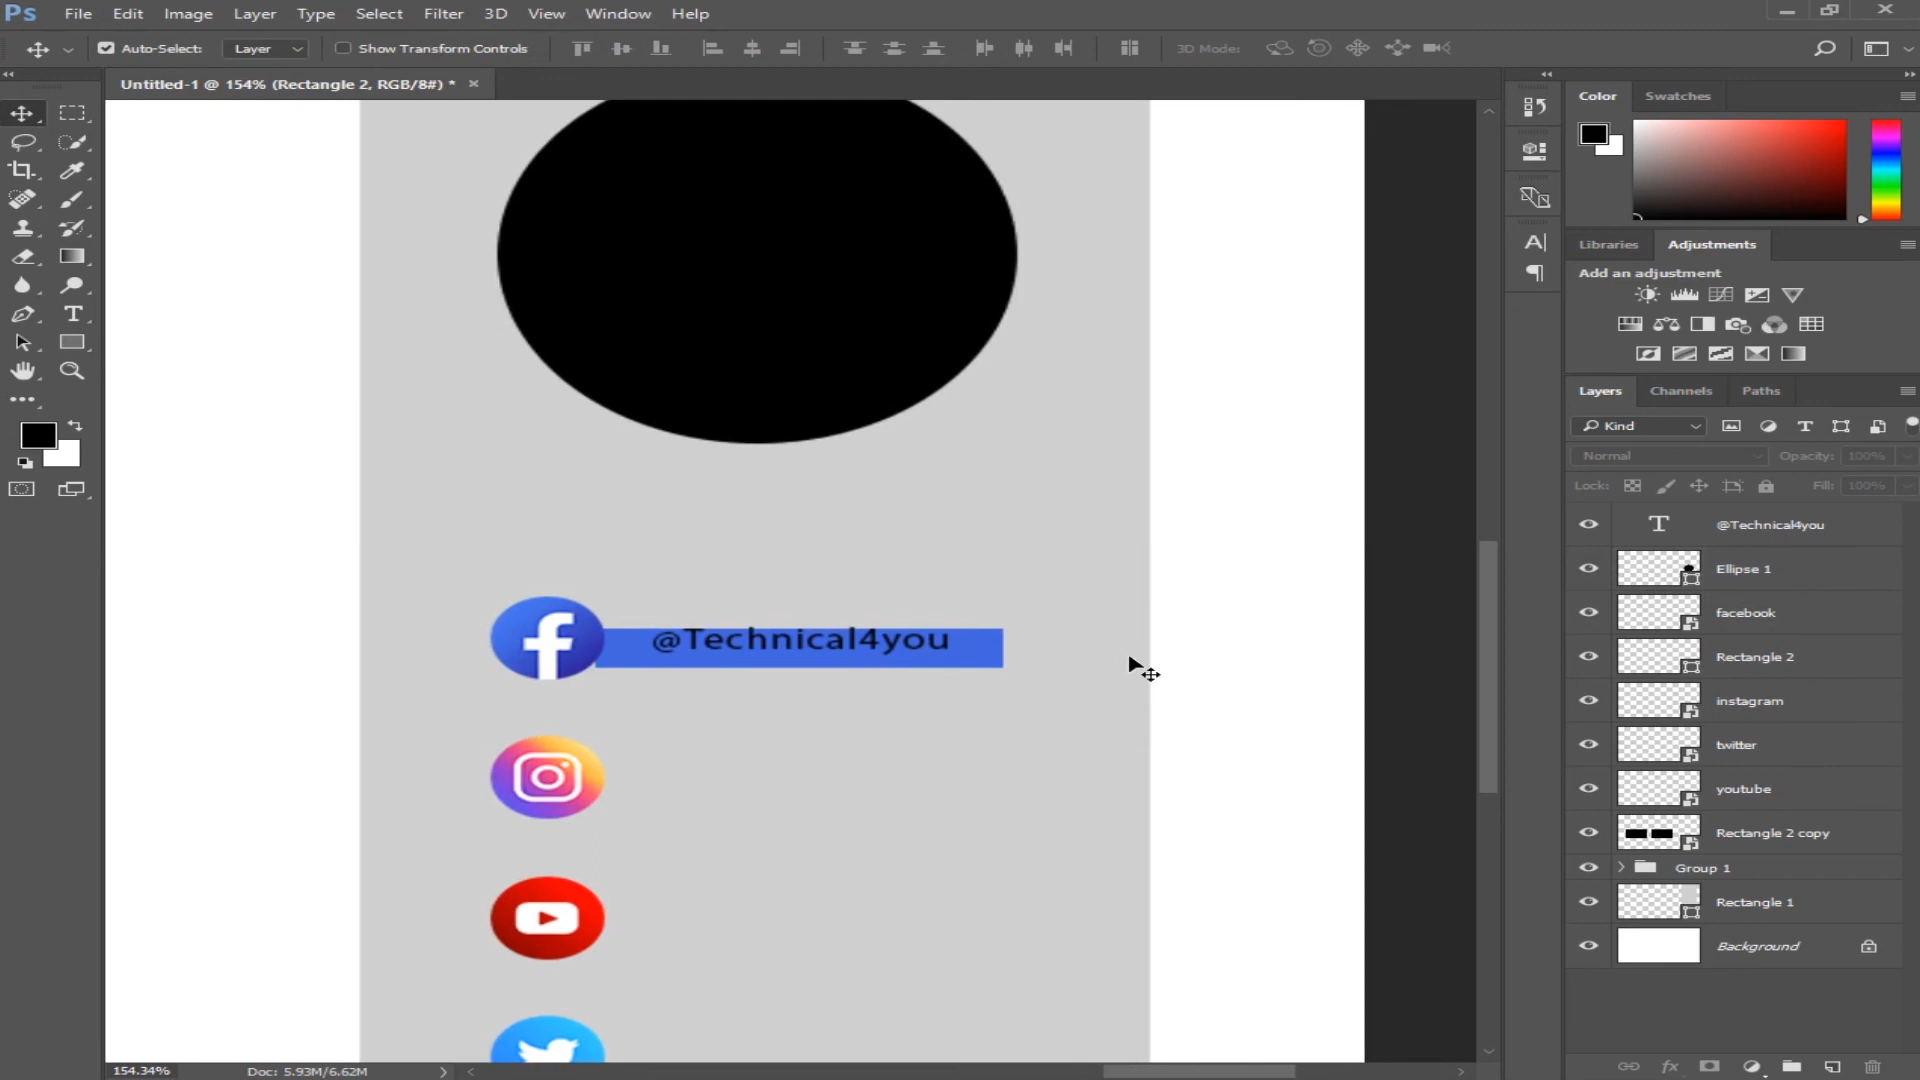 Ps File Edit Image Layer Type Select Filter 3D View Window Help
Auto-Select: Layer Show Transform Controls 3D Mode:
Untitled-1 @ 154% (Rectangle 2, RGB/8#) *
Color Swatches
Libraries Adjustments
Add an adjustment
Layers Channels Paths
Kind
Normal Opacity: 100%
Lock: Fill: 100%
@Technical4you
Ellipse 1
facebook
Rectangle 2
instagram
twitter
youtube
Rectangle 2 copy
Group 1
Rectangle 1
Background
@Technical4you
154.34% Doc: 5.93M/6.62M